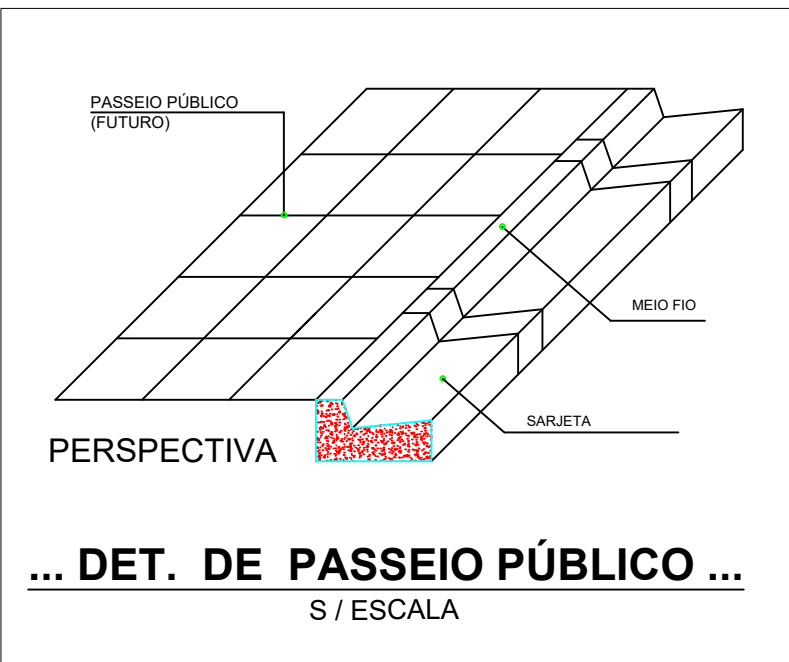 PASSEIO PÚBLICO
(FUTURO)
MEIO FIO
SARJETA
PERSPECTIVA
... DET. DE PASSEIO PÚBLICO ...
S / ESCALA